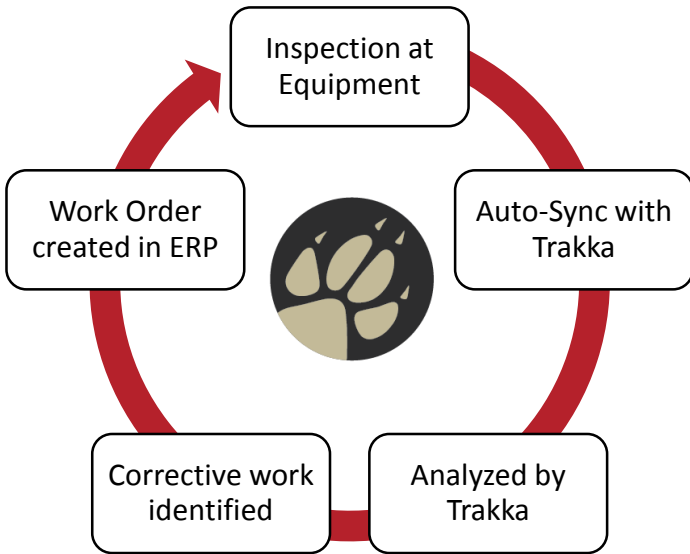 Inspection at
Equipment
Auto-Sync with
Trakka
Analyzed by
Trakka
Corrective work
identified
Work Order
created in ERP